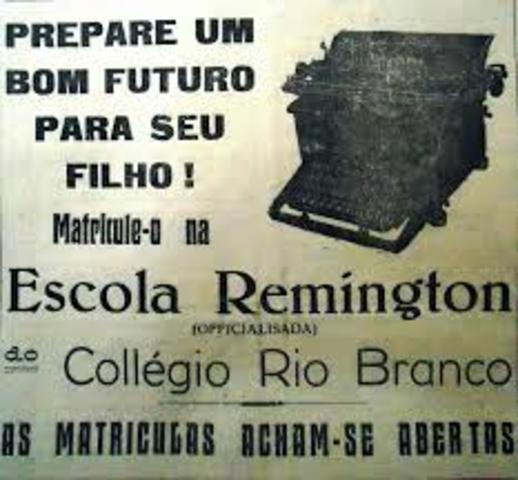 PREPARE UM
BOM FUTURO
PARA SEU
FILHO!
Matricule-o na
Escola Remington
(OFFICIALISADA)
do Collégio Rio Branco
AS MATRICULAS ACHAM-SE ABERTAS